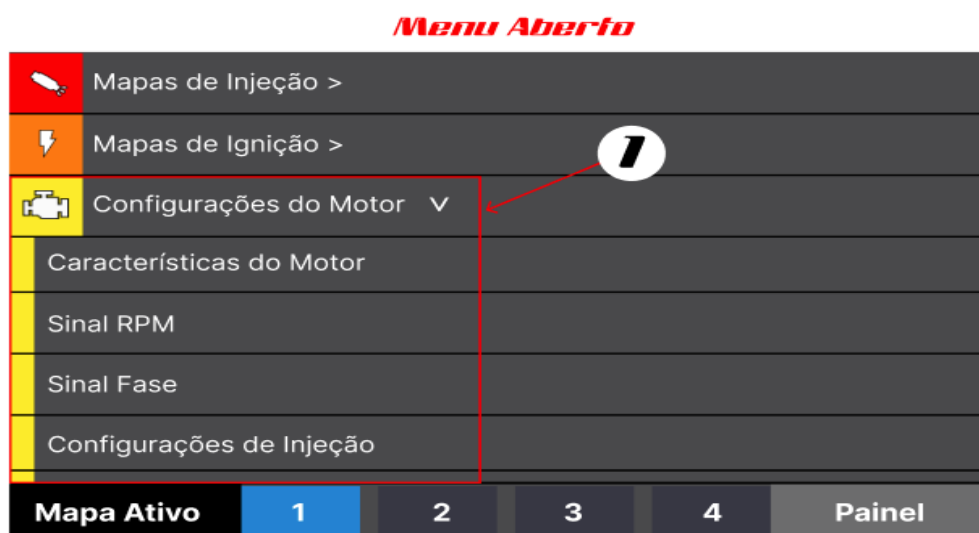 Menu Aberto
Mapas de Injeção >
Mapas de Ignição >
1
Configurações do Motor ∨
Características do Motor
Sinal RPM
Sinal Fase
Configurações de Injeção
Mapa Ativo 1 2 3 4 Painel